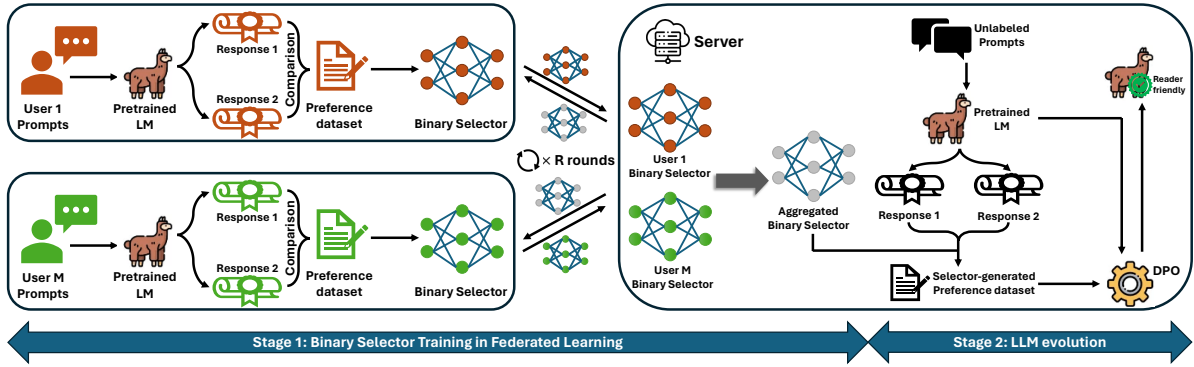 User 1
Prompts
Pretrained
LM
Response 1
Response 2
Comparison
Preference
dataset
Binary Selector
User M
Prompts
Pretrained
LM
Response 1
Response 2
Comparison
Preference
dataset
Binary Selector
× R rounds
Server
User 1
Binary Selector
User M
Binary Selector
Aggregated
Binary Selector
Unlabeled
Prompts
Pretrained
LM
Response 1
Response 2
Selector-generated
Preference dataset
DPO
Reader
friendly
Stage 1: Binary Selector Training in Federated Learning
Stage 2: LLM evolution